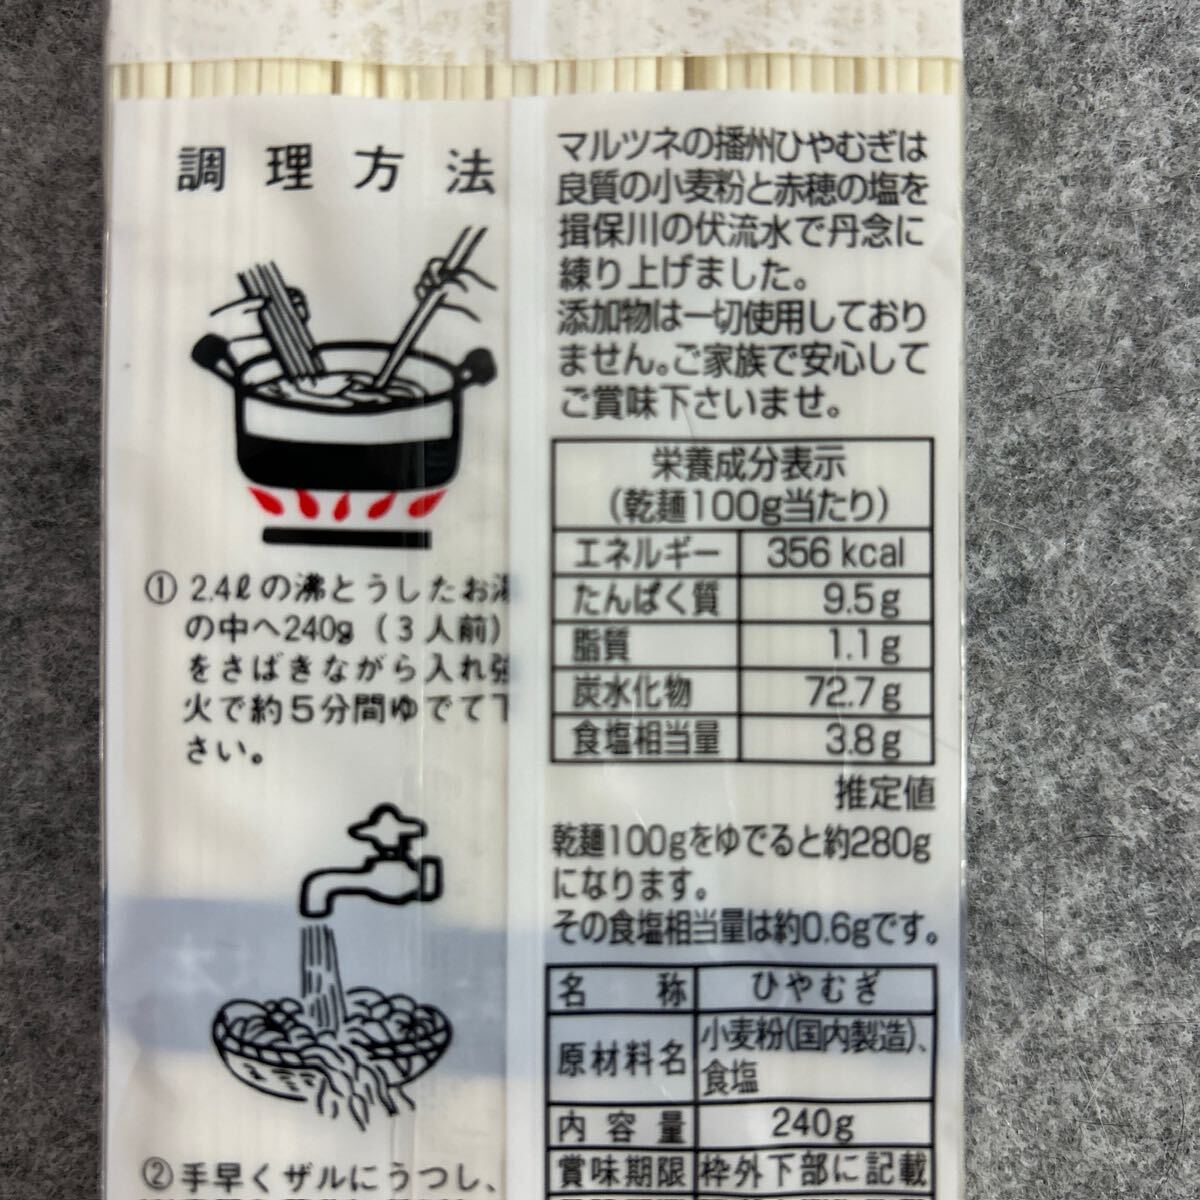 調理方法
① 2.4ℓの沸とうしたお湯
の中へ240g(3人前)
をさばきながら入れ強
火で約5分間ゆでて下
さい。
②手早くザルにうつし、
マルツネの播州ひやむぎは
良質の小麦粉と赤穂の塩を
揖保川の伏流水で丹念に
練り上げました。
添加物は一切使用しており
ません。ご家族で安心して
ご賞味下さいませ。
栄養成分表示
(乾麺100g当たり)
エネルギー 356 kcal
たんぱく質 9.5g
脂質 1.1g
炭水化物 72.7g
食塩相当量 3.8g
推定値
乾麺100gをゆでると約280g
になります。
その食塩相当量は約0.6gです。
名称 ひやむぎ
原材料名 小麦粉(国内製造)、
食塩
内容量 240g
賞味期限 枠外下部に記載